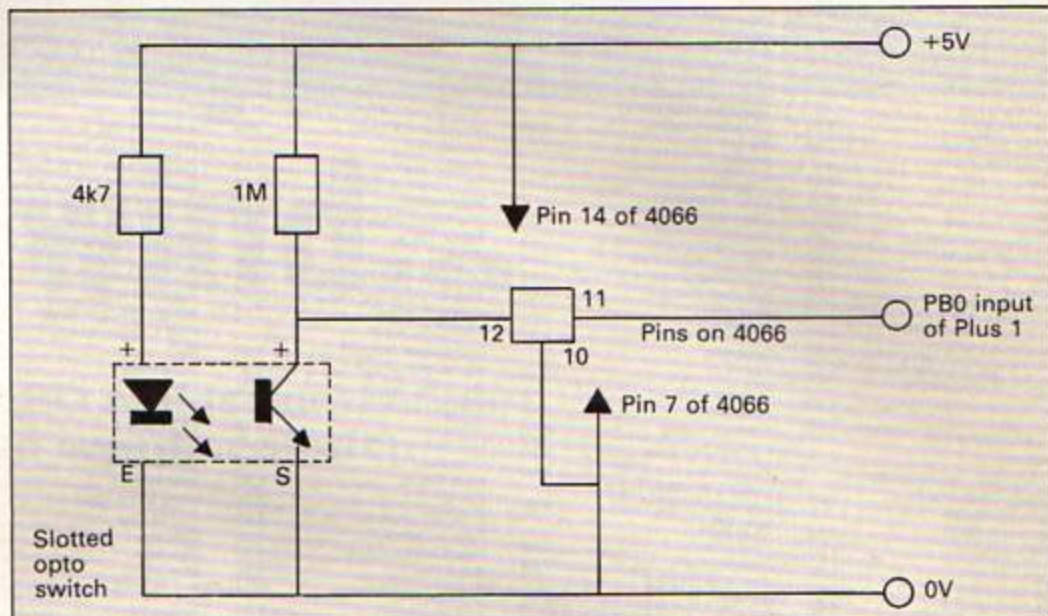 +5V
4k7
1M
Pin 14 of 4066
11
12
Pins on 4066
PB0 input
of Plus 1
10
+
+
Pin 7 of 4066
E
S
Slotted
opto
switch
0V